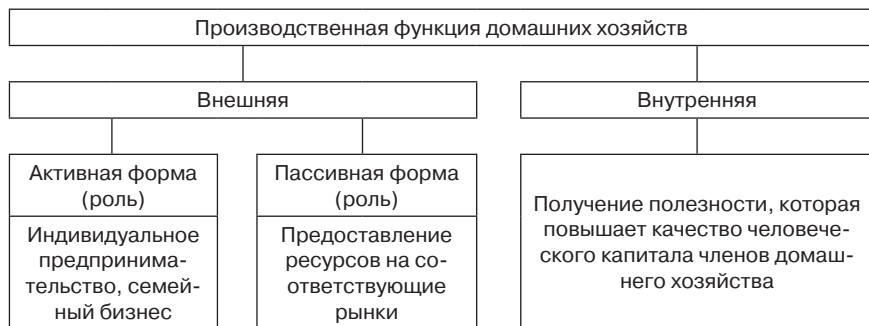 Производственная функция домашних хозяйств
Внешняя
Внутренняя
Активная форма
(роль)
Индивидуальное
предпринима-
тельство, семей-
ный бизнес
Пассивная форма
(роль)
Предоставление
ресурсов на со-
ответствующие
рынки
Получение полезности, которая
повышает качество человече-
ского капитала членов домаш-
него хозяйства